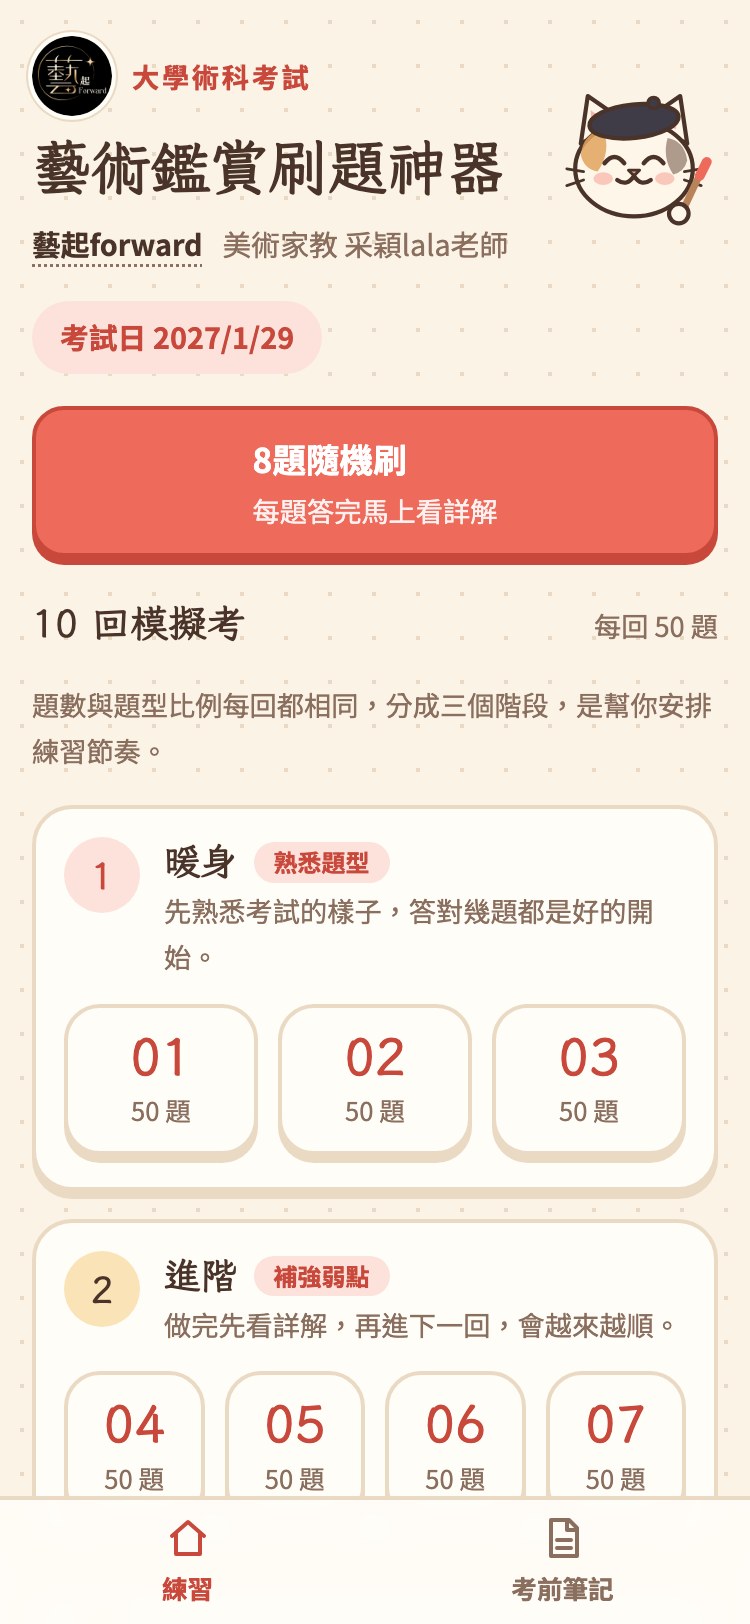 藝起
Forward
大學術科考試
藝術鑑賞刷題神器
藝起forward 美術家教 采穎lala老師
考試日 2027/1/29
8題隨機刷
每題答完馬上看詳解
10 回模擬考 每回 50 題
題數與題型比例每回都相同，分成三個階段，是幫你安排
練習節奏。
1 暖身 熟悉題型
先熟悉考試的樣子，答對幾題都是好的開
始。
01 02 03
50 題 50 題 50 題
2 進階 補強弱點
做完先看詳解，再進下一回，會越來越順。
04 05 06 07
50 題 50 題 50 題 50 題
練習 考前筆記